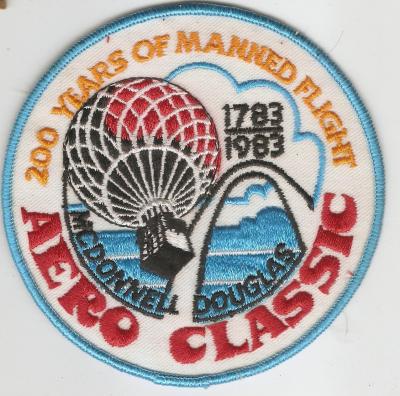 200 YEARS OF MANNED FLIGHT
1783
1983
MCDONNELL DOUGLAS
AERO CLASSIC